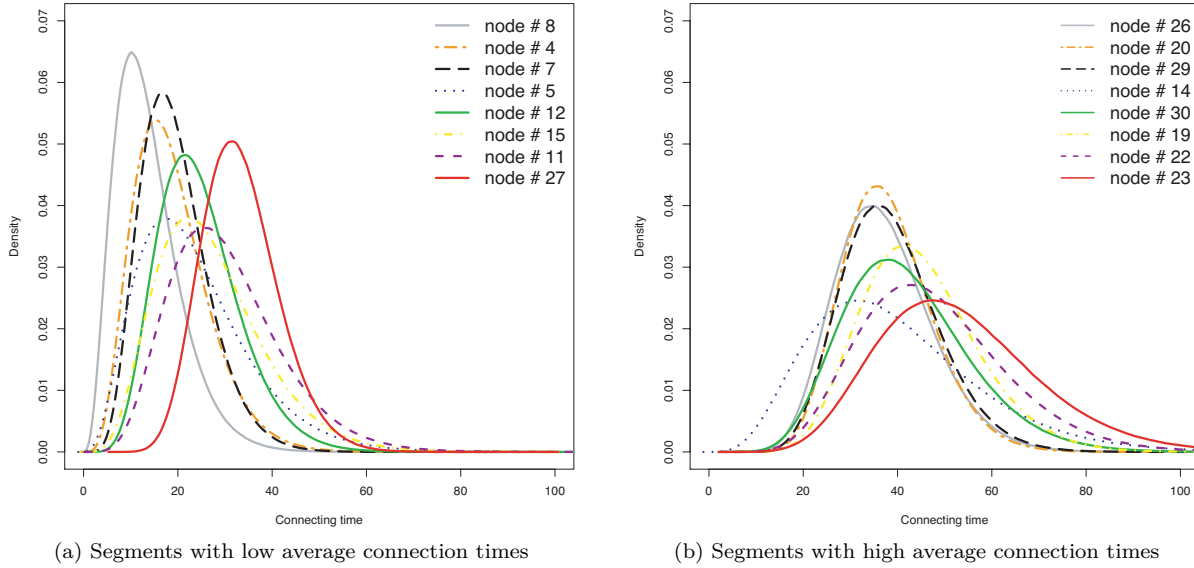 0.07
0.06
0.05
0.04
0.03
0.02
0.01
0.00
Density
0
20
40
60
80
100
Connecting time
node # 8
node # 4
node # 7
node # 5
node # 12
node # 15
node # 11
node # 27
(a) Segments with low average connection times
0.07
0.06
0.05
0.04
0.03
0.02
0.01
0.00
Density
0
20
40
60
80
100
Connecting time
node # 26
node # 20
node # 29
node # 14
node # 30
node # 19
node # 22
node # 23
(b) Segments with high average connection times